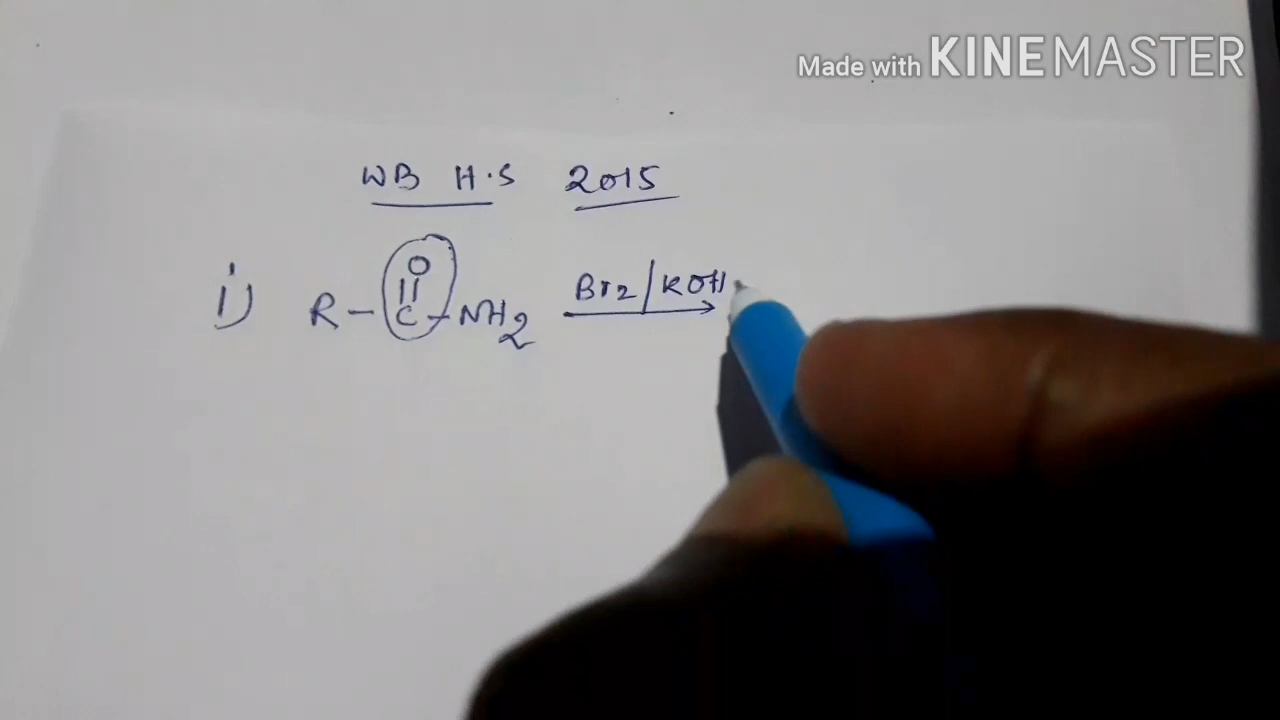 Made with KINEMASTER
WB H.S 2015
i) R-C-NH2 Br2/KOH
O